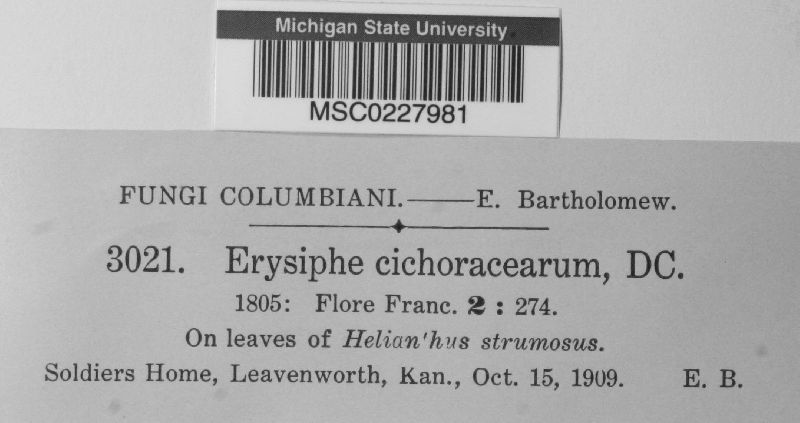 Michigan State University
MSC0227981
FUNGI COLUMBIANI.——E. Bartholomew.
3021. Erysiphe cichoracearum, DC.
1805: Flore Franc. 2 : 274.
On leaves of Helian'hus strumosus.
Soldiers Home, Leavenworth, Kan., Oct. 15, 1909. E. B.